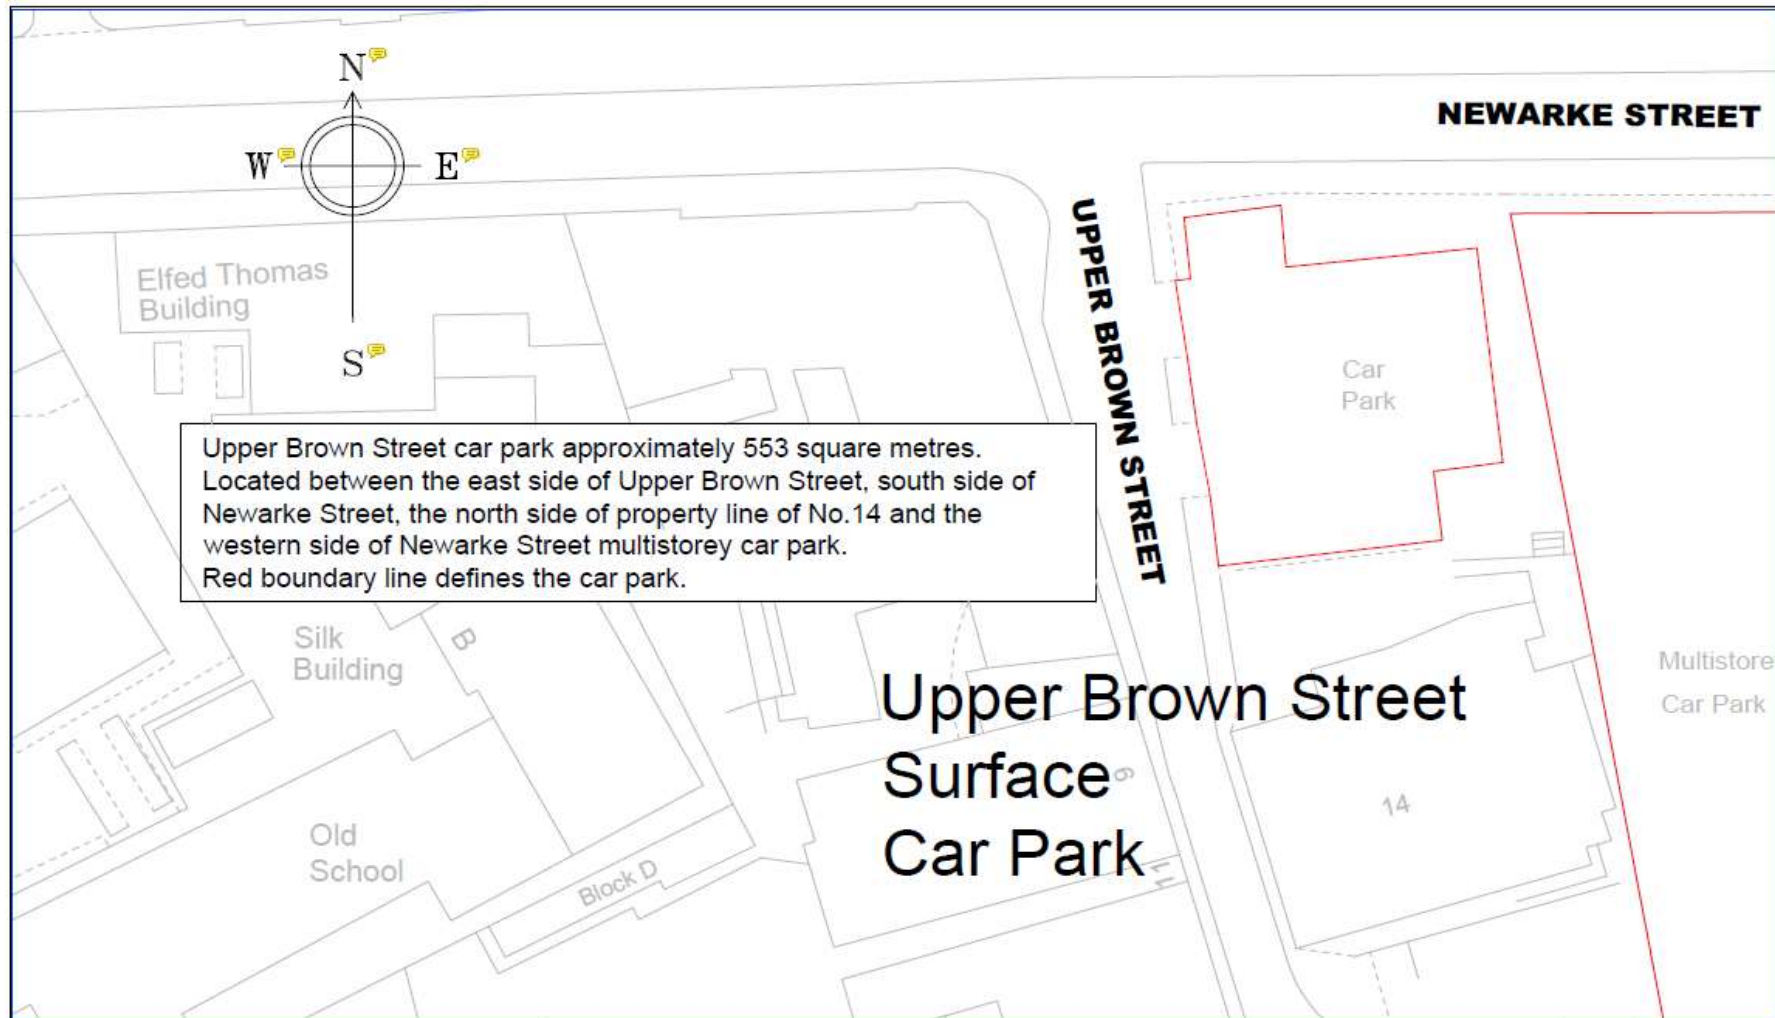 N
NEWARKE STREET
W
E
UPPER BROWN STREET
Elfed Thomas
Building
S
Car
Park
Upper Brown Street car park approximately 553 square metres.
Located between the east side of Upper Brown Street, south side of
Newarke Street, the north side of property line of No.14 and the
western side of Newarke Street multistorey car park.
Red boundary line defines the car park.
Silk
Building
B
Multistore
Car Park
Upper Brown Street
Surface
Car Park
9
14
Old
School
Block D
11